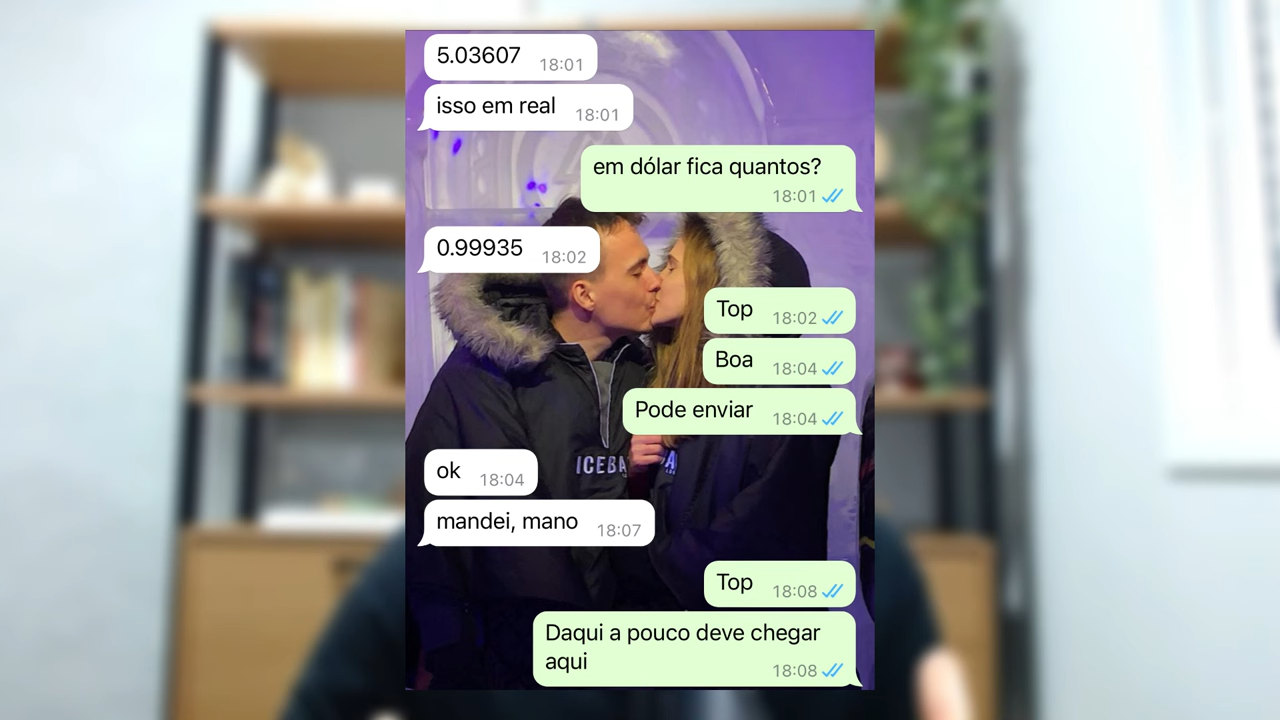 5.03607 18:01
isso em real 18:01
em dólar fica quantos?
18:01
0.99935 18:02
Top 18:02
Boa 18:04
Pode enviar 18:04
ok 18:04
ICEBA
mandei, mano 18:07
Top 18:08
Daqui a pouco deve chegar
aqui 18:08